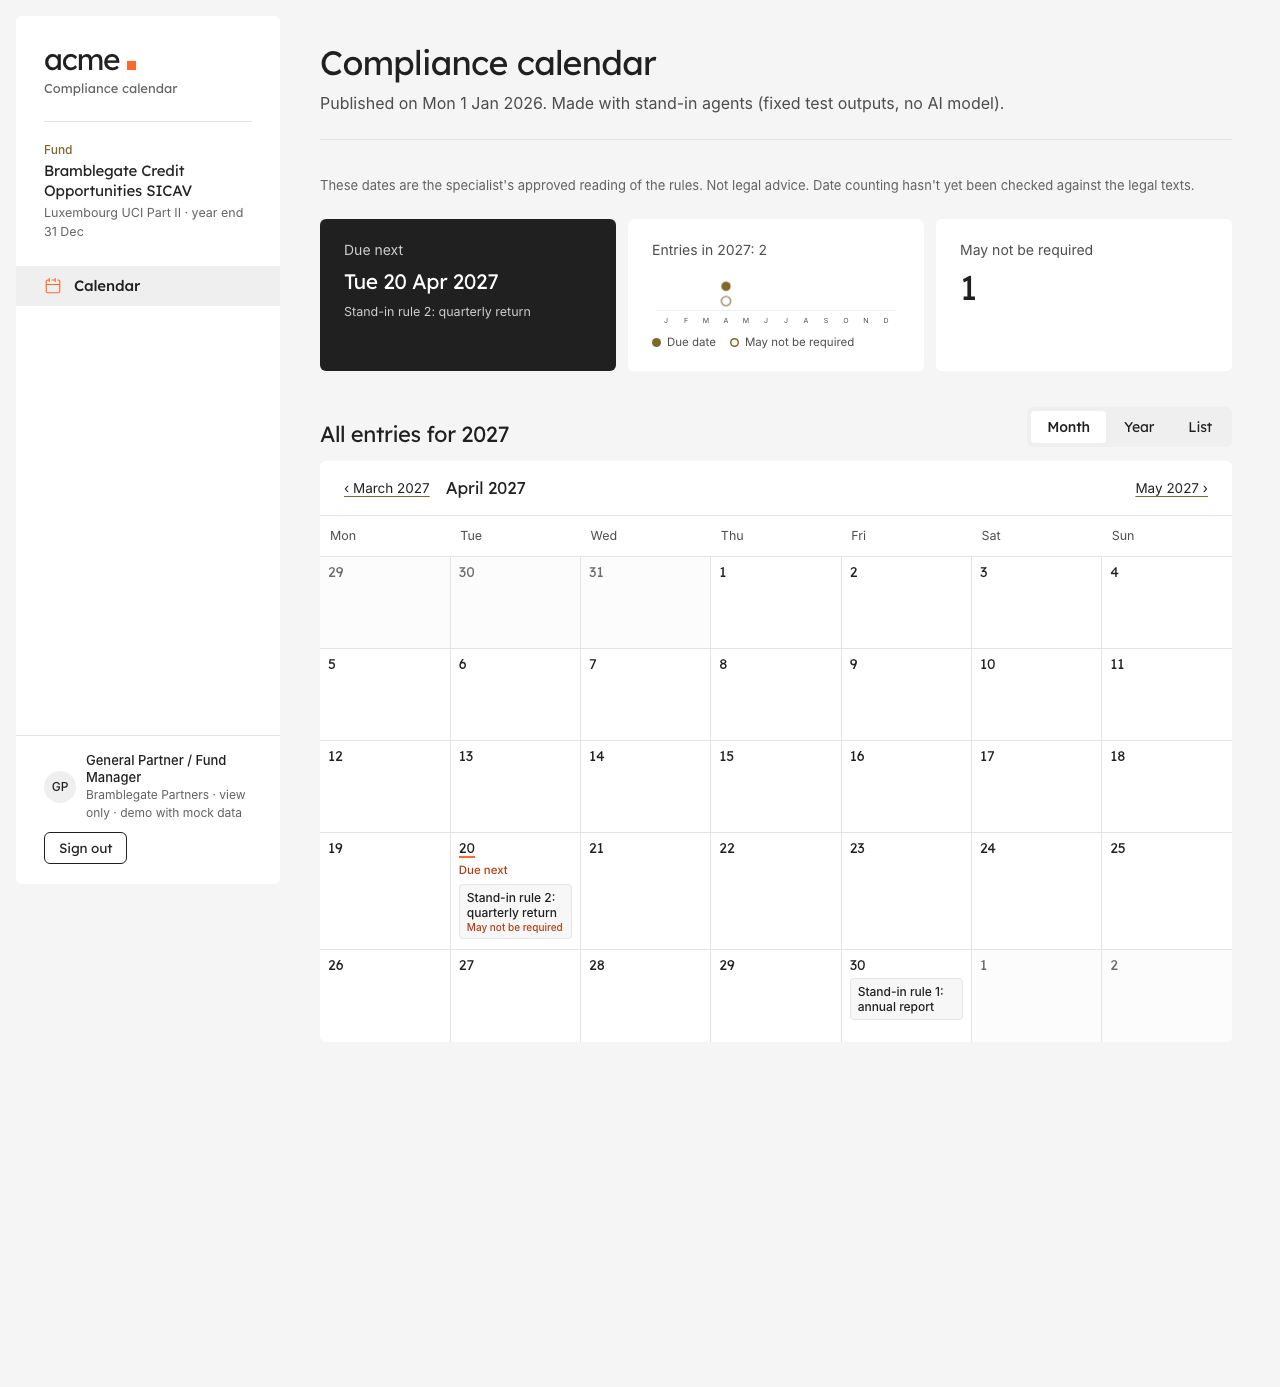 acme
Compliance calendar
Fund
Bramblegate Credit
Opportunities SICAV
Luxembourg UCI Part II · year end
31 Dec
Calendar
General Partner / Fund
Manager
GP
Bramblegate Partners · view
only · demo with mock data
Sign out
Compliance calendar
Published on Mon 1 Jan 2026. Made with stand-in agents (fixed test outputs, no AI model).
These dates are the specialist's approved reading of the rules. Not legal advice. Date counting hasn't yet been checked against the legal texts.
Due next
Tue 20 Apr 2027
Stand-in rule 2: quarterly return
Entries in 2027: 2
J F M A M J J A S O N D
Due date May not be required
May not be required
1
All entries for 2027
Month Year List
‹ March 2027 April 2027 May 2027 ›
Mon Tue Wed Thu Fri Sat Sun
29 30 31 1 2 3 4
5 6 7 8 9 10 11
12 13 14 15 16 17 18
19 20 21 22 23 24 25
Due next
Stand-in rule 2:
quarterly return
May not be required
26 27 28 29 30 1 2
Stand-in rule 1:
annual report